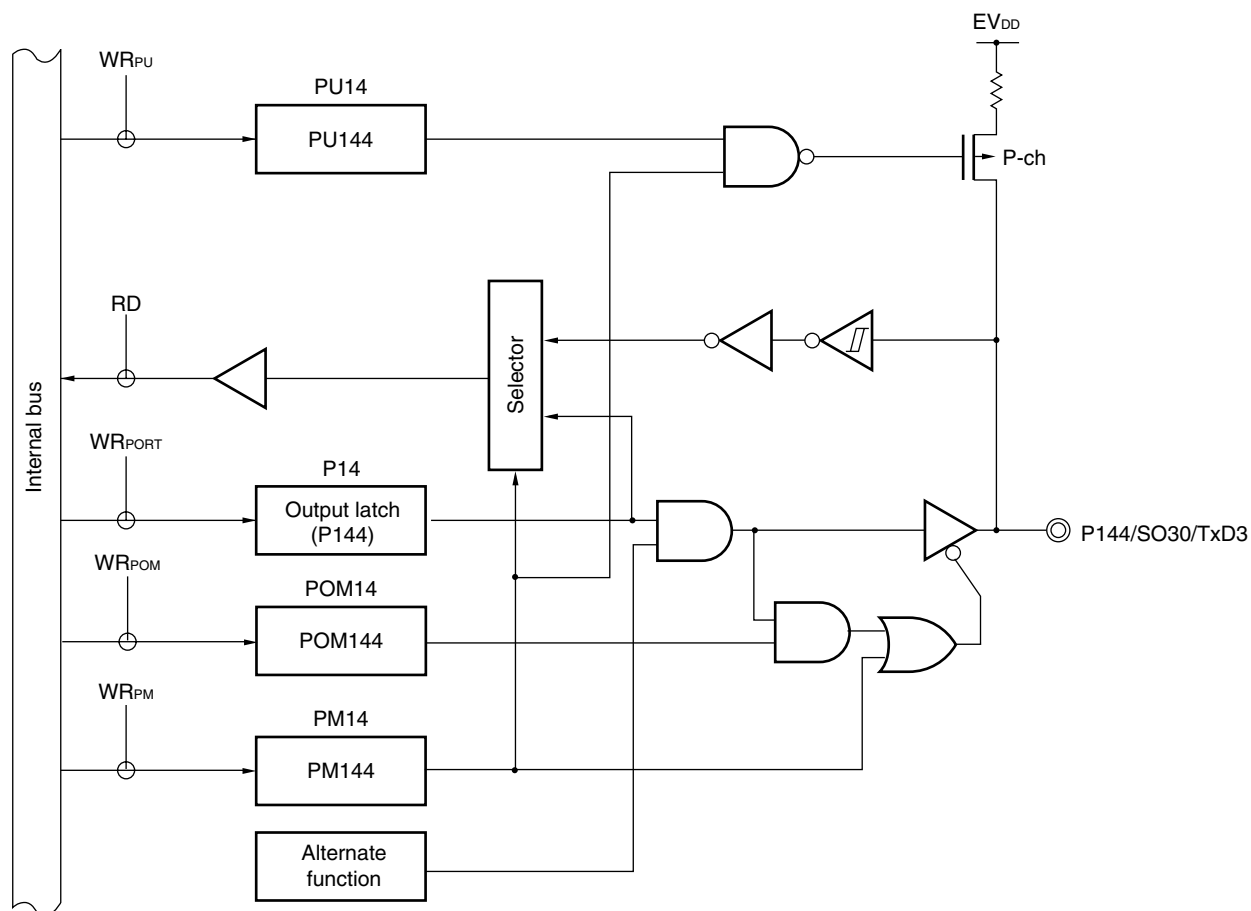 EVDD
WRPU
PU14
PU144
P-ch
RD
Selector
Internal bus
WRPORT
P14
Output latch
(P144)
P144/SO30/TxD3
WRPOM
POM14
POM144
WRPM
PM14
PM144
Alternate
function